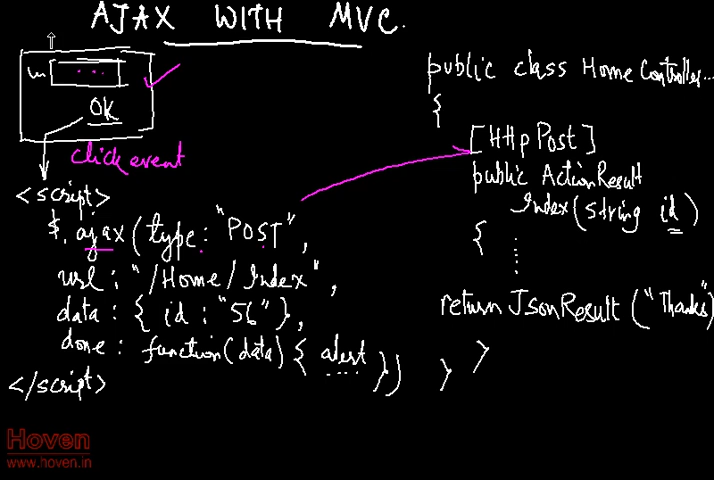 AJAX WITH MVC.
...
OK
click event
<script>
$.ajax(type: "POST",
url: "/Home/Index",
data: { id: "56" },
done: function(data) { alert
.... })
</script>
public class HomeController...
{
[HttpPost]
public ActionResult
Index(string id)
{
return JsonResult("Thanks")
}
}
Hoven
www.hoven.in